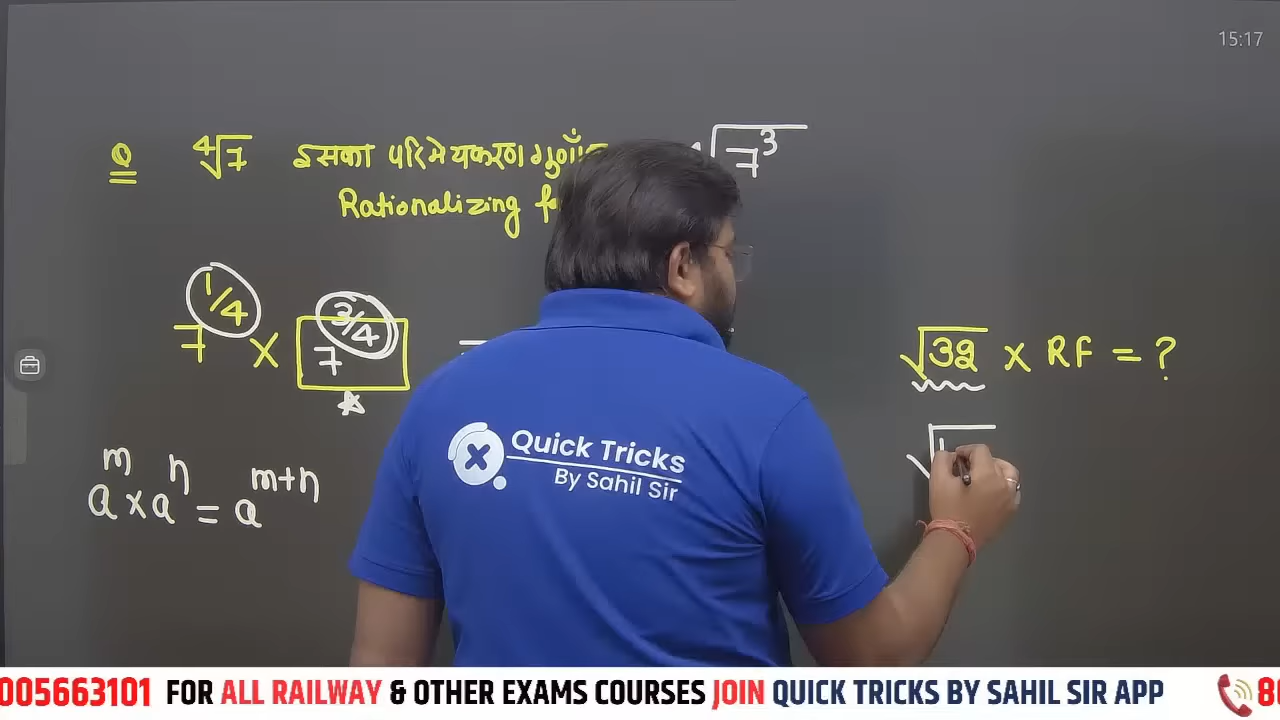 15:17
Q ⁴√7 इसका परिमेयकरण √7³
Rationalizing
7^1/4 × 7^3/4
√32 × RF = ?
a^m × a^n = a^m+n
Quick Tricks
By Sahil Sir
005663101 FOR ALL RAILWAY & OTHER EXAMS COURSES JOIN QUICK TRICKS BY SAHIL SIR APP